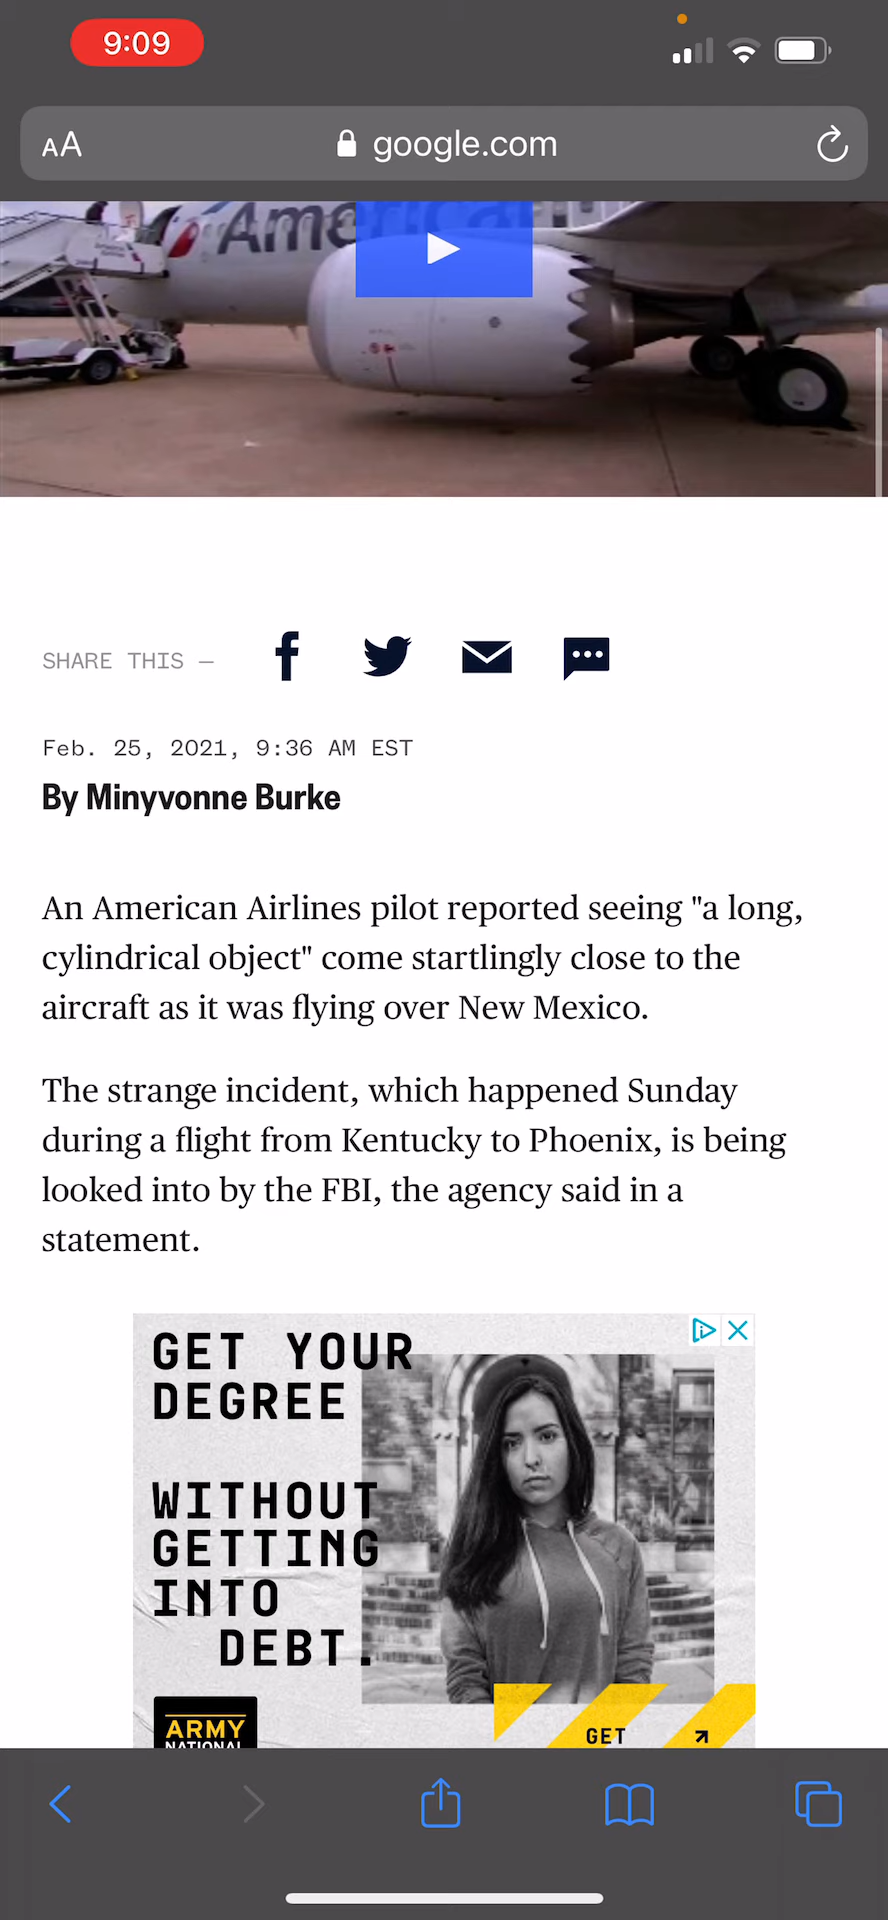 9:09
AA google.com
American
SHARE THIS —
Feb. 25, 2021, 9:36 AM EST
By Minyvonne Burke
An American Airlines pilot reported seeing "a long,
cylindrical object" come startlingly close to the
aircraft as it was flying over New Mexico.
The strange incident, which happened Sunday
during a flight from Kentucky to Phoenix, is being
looked into by the FBI, the agency said in a
statement.
GET YOUR
DEGREE
WITHOUT
GETTING
INTO
DEBT.
ARMY
NATIONAL
GET